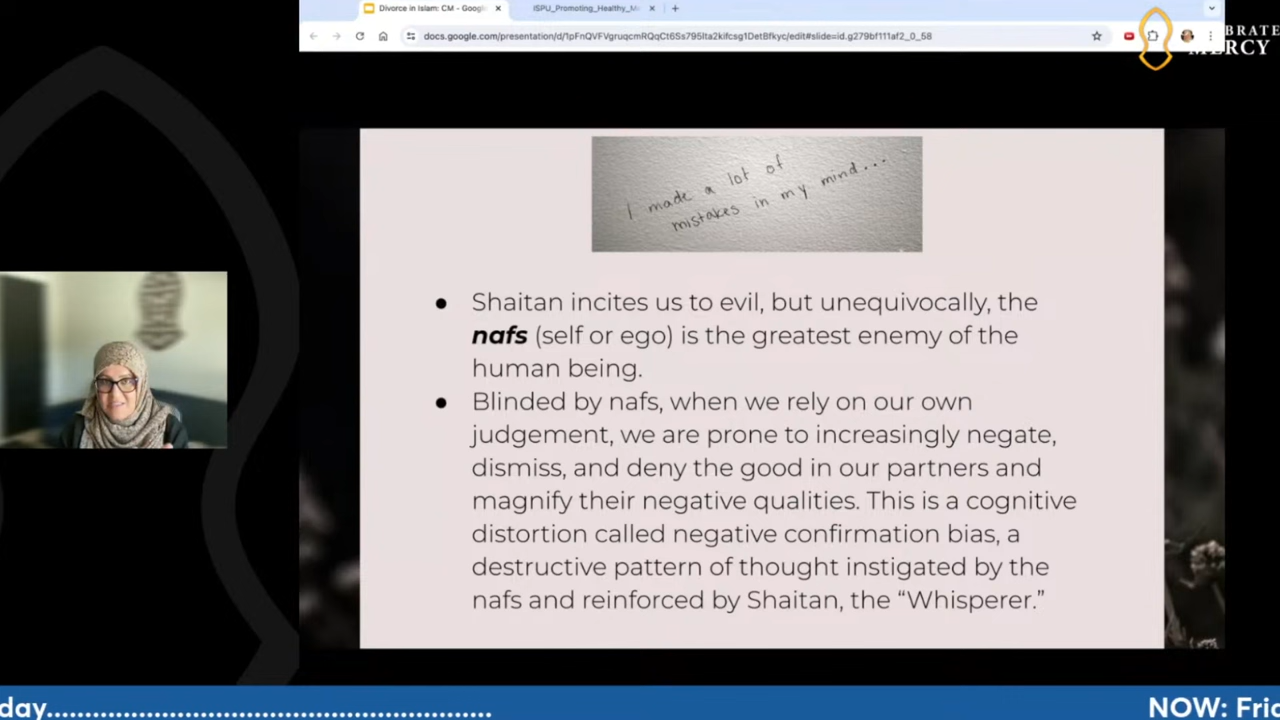 Divorce in Islam: CM - Goog
ISPU_Promoting_Healthy_M
docs.google.com/presentation/d/1pFnQVFVgruqcmRQqCt6Ss795lta2kifcsg1DetBfkyc/edit#slide=id.g279bf111af2_0_58
BRATE
MERCY
I made a lot of
mistakes in my mind...
● Shaitan incites us to evil, but unequivocally, the
nafs (self or ego) is the greatest enemy of the
human being.
● Blinded by nafs, when we rely on our own
judgement, we are prone to increasingly negate,
dismiss, and deny the good in our partners and
magnify their negative qualities. This is a cognitive
distortion called negative confirmation bias, a
destructive pattern of thought instigated by the
nafs and reinforced by Shaitan, the “Whisperer.”
day.................................................... NOW: Fri